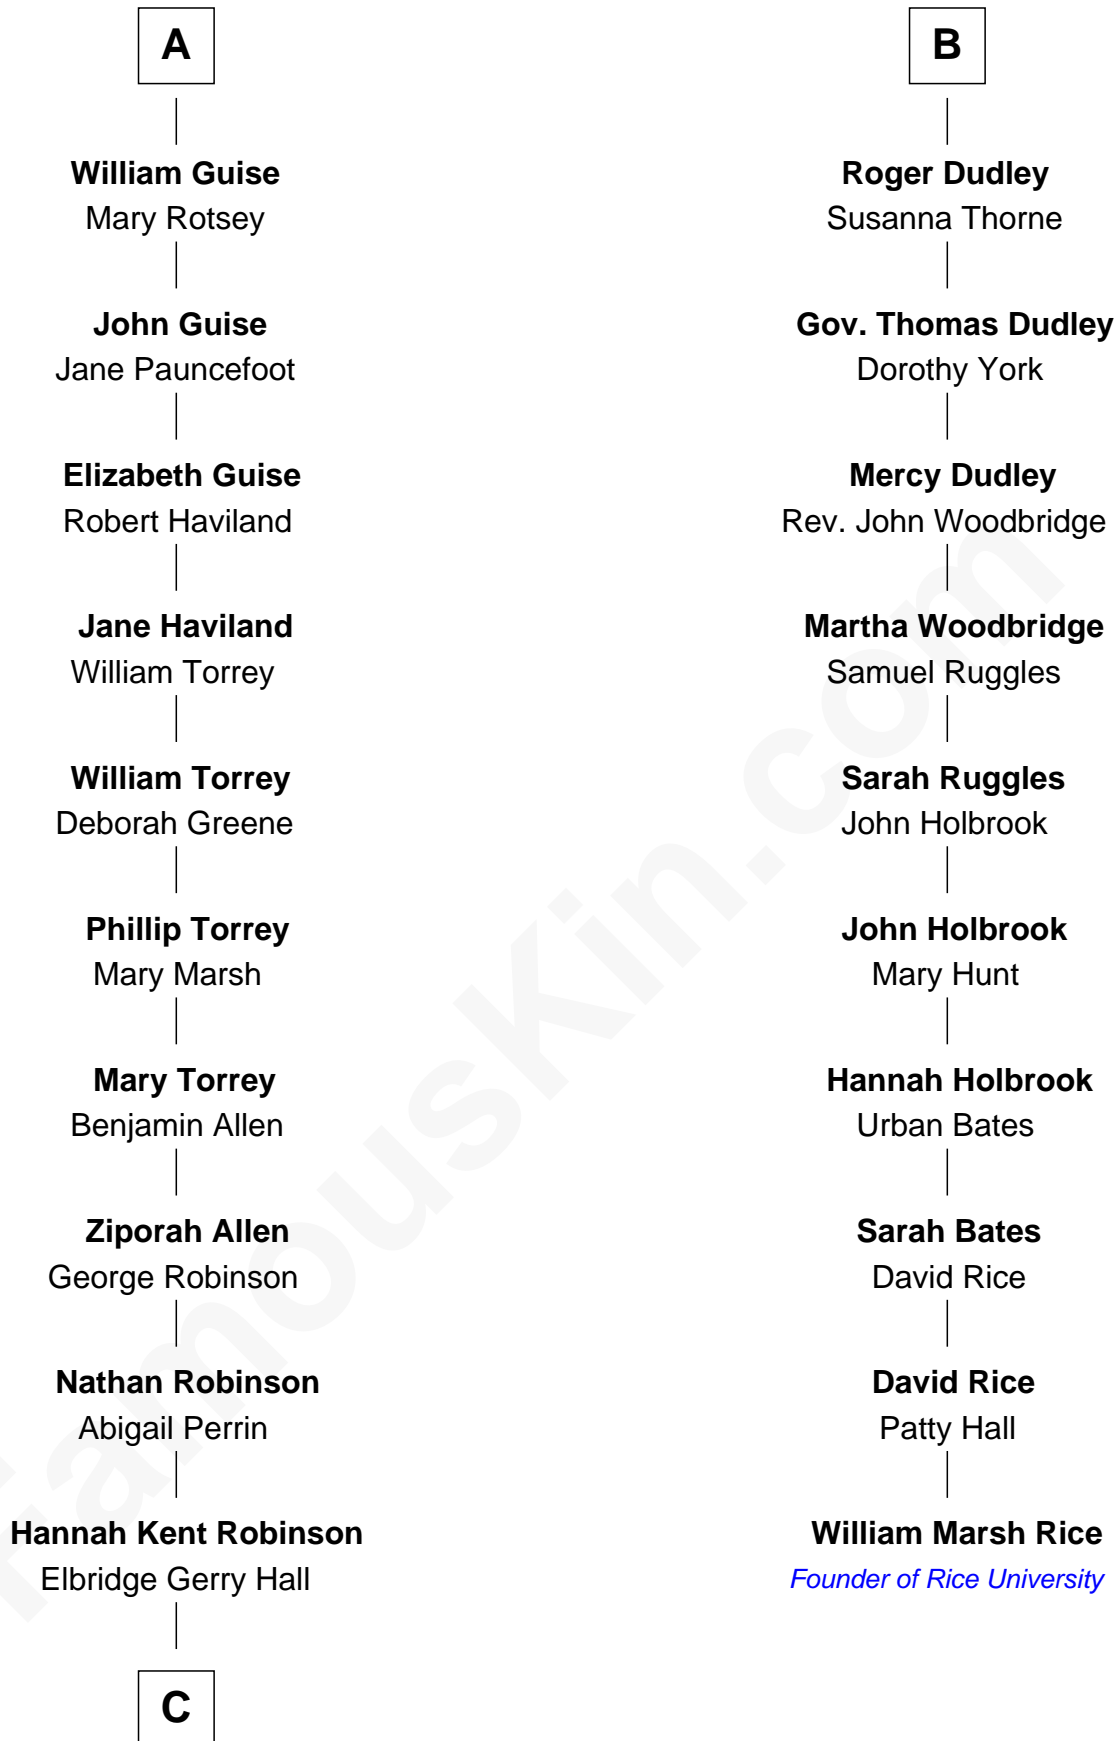 A
William Guise
Mary Rotsey
John Guise
Jane Pauncefoot
Elizabeth Guise
Robert Haviland
Jane Haviland
William Torrey
William Torrey
Deborah Greene
Phillip Torrey
Mary Marsh
Mary Torrey
Benjamin Allen
Ziporah Allen
George Robinson
Nathan Robinson
Abigail Perrin
Hannah Kent Robinson
Elbridge Gerry Hall
C
B
Roger Dudley
Susanna Thorne
Gov. Thomas Dudley
Dorothy York
Mercy Dudley
Rev. John Woodbridge
Martha Woodbridge
Samuel Ruggles
Sarah Ruggles
John Holbrook
John Holbrook
Mary Hunt
Hannah Holbrook
Urban Bates
Sarah Bates
David Rice
David Rice
Patty Hall
William Marsh Rice
Founder of Rice University
FamousKin.com